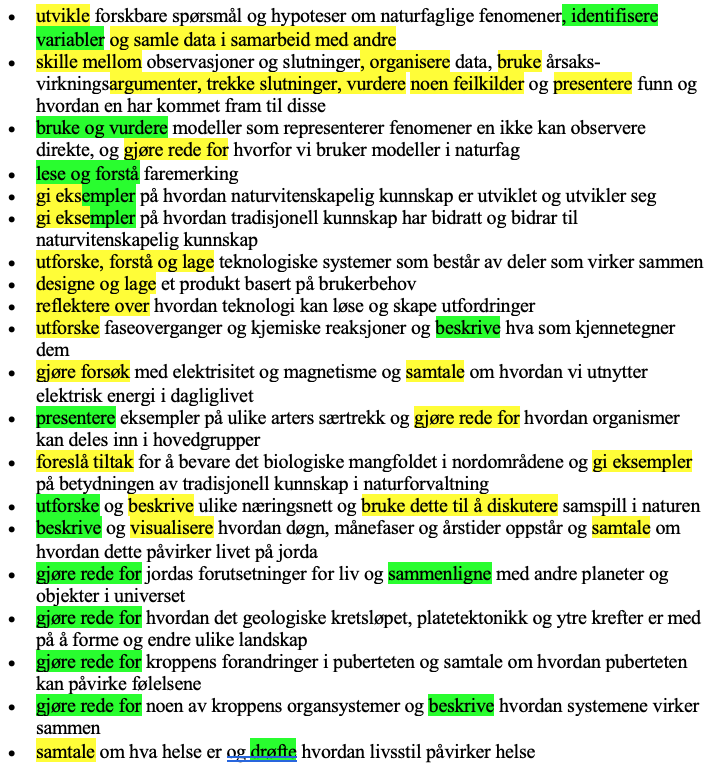 • utvikle forskbare spørsmål og hypoteser om naturfaglige fenomener, identifisere
variabler og samle data i samarbeid med andre
• skille mellom observasjoner og slutninger, organisere data, bruke årsaks-
virkningsargumenter, trekke slutninger, vurdere noen feilkilder og presentere funn og
hvordan en har kommet fram til disse
• bruke og vurdere modeller som representerer fenomener en ikke kan observere
direkte, og gjøre rede for hvorfor vi bruker modeller i naturfag
• lese og forstå faremerking
• gi eksempler på hvordan naturvitenskapelig kunnskap er utviklet og utvikler seg
• gi eksempler på hvordan tradisjonell kunnskap har bidratt og bidrar til
naturvitenskapelig kunnskap
• utforske, forstå og lage teknologiske systemer som består av deler som virker sammen
• designe og lage et produkt basert på brukerbehov
• reflektere over hvordan teknologi kan løse og skape utfordringer
• utforske faseoverganger og kjemiske reaksjoner og beskrive hva som kjennetegner
dem
• gjøre forsøk med elektrisitet og magnetisme og samtale om hvordan vi utnytter
elektrisk energi i dagliglivet
• presentere eksempler på ulike arters særtrekk og gjøre rede for hvordan organismer
kan deles inn i hovedgrupper
• foreslå tiltak for å bevare det biologiske mangfoldet i nordområdene og gi eksempler
på betydningen av tradisjonell kunnskap i naturforvaltning
• utforske og beskrive ulike næringsnett og bruke dette til å diskutere samspill i naturen
• beskrive og visualisere hvordan døgn, månefaser og årstider oppstår og samtale om
hvordan dette påvirker livet på jorda
• gjøre rede for jordas forutsetninger for liv og sammenligne med andre planeter og
objekter i universet
• gjøre rede for hvordan det geologiske kretsløpet, platetektonikk og ytre krefter er med
på å forme og endre ulike landskap
• gjøre rede for kroppens forandringer i puberteten og samtale om hvordan puberteten
kan påvirke følelsene
• gjøre rede for noen av kroppens organsystemer og beskrive hvordan systemene virker
sammen
• samtale om hva helse er og drøfte hvordan livsstil påvirker helse